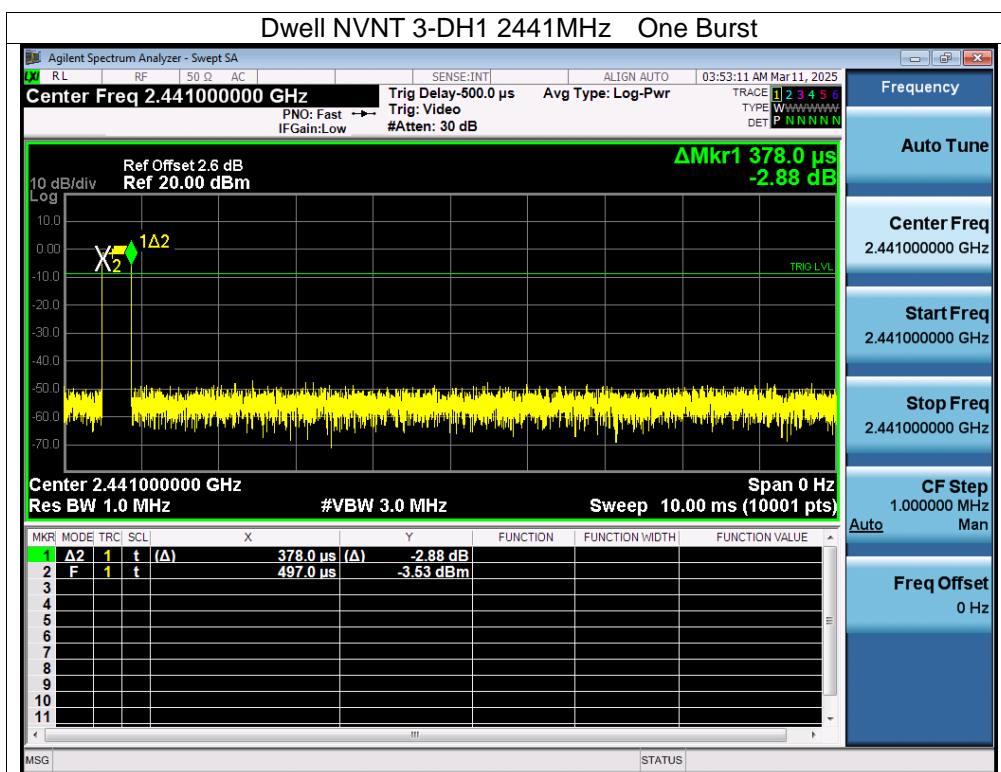 Dwell NVNT 3-DH1 2441MHz One Burst
Agilent Spectrum Analyzer - Swept SA
LXI RL RF 50 Ω AC SENSE:INT ALIGN AUTO 03:53:11 AM Mar 11, 2025
Center Freq 2.441000000 GHz Trig Delay-500.0 µs Avg Type: Log-Pwr TRACE 1 2 3 4 5 6
PNO: Fast Trig: Video TYPE WWWWWWW
IFGain:Low #Atten: 30 dB DET P N N N N N
ΔMkr1 378.0 µs
-2.88 dB
Ref Offset 2.6 dB
10 dB/div Ref 20.00 dBm
Log
10.0
0.00
-10.0
-20.0
-30.0
-40.0
-50.0
-60.0
-70.0
1Δ2
2
TRIG LVL
Center 2.441000000 GHz Span 0 Hz
Res BW 1.0 MHz #VBW 3.0 MHz Sweep 10.00 ms (10001 pts)
MKR MODE TRC SCL X Y FUNCTION FUNCTION WIDTH FUNCTION VALUE
1 Δ2 1 t (Δ) 378.0 µs (Δ) -2.88 dB
2 F 1 t 497.0 µs -3.53 dBm
3
4
5
6
7
8
9
10
11
MSG STATUS
Frequency
Auto Tune
Center Freq
2.441000000 GHz
Start Freq
2.441000000 GHz
Stop Freq
2.441000000 GHz
CF Step
1.000000 MHz
Auto Man
Freq Offset
0 Hz